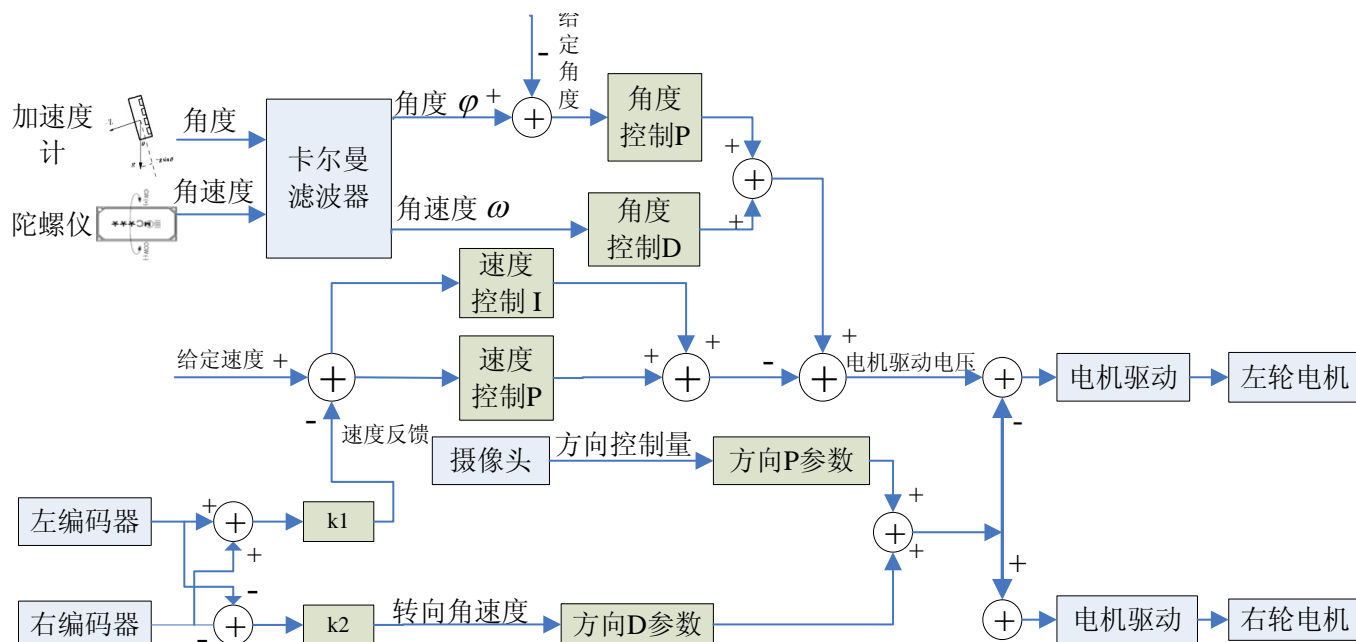 给
定
角
度
-
加速度
计
角度
角度 φ +
+
角度
控制P
+
卡尔曼
滤波器
+
陀螺仪
角速度
角速度 ω
角度
控制D
+
速度
控制 I
给定速度 +
+
速度
控制P
+
+
+
-
+
+
电机驱动电压
+
电机驱动
左轮电机
-
速度反馈
-
摄像头
方向控制量
方向P参数
+
左编码器
+
+
k1
+
+
+
+
右编码器
-
-
+
k2
转向角速度
方向D参数
+
电机驱动
右轮电机